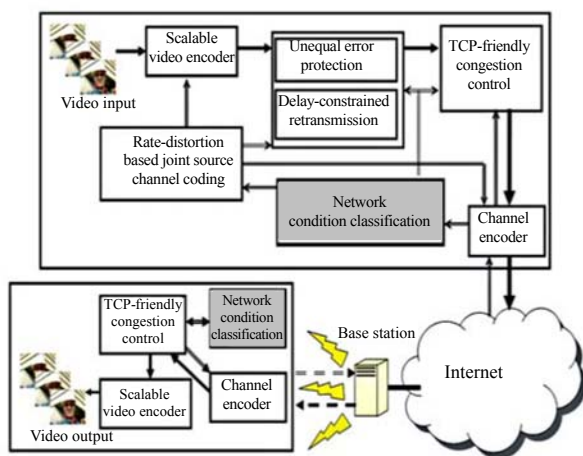 Scalable
video encoder
Unequal error
protection
TCP-friendly
congestion
control
Video input
Delay-constrained
retransmission
Rate-distortion
based joint source
channel coding
Network
condition classification
Channel
encoder
TCP-friendly
congestion
control
Network
condition
classification
Base station
Internet
Scalable
video encoder
Channel
encoder
Video output